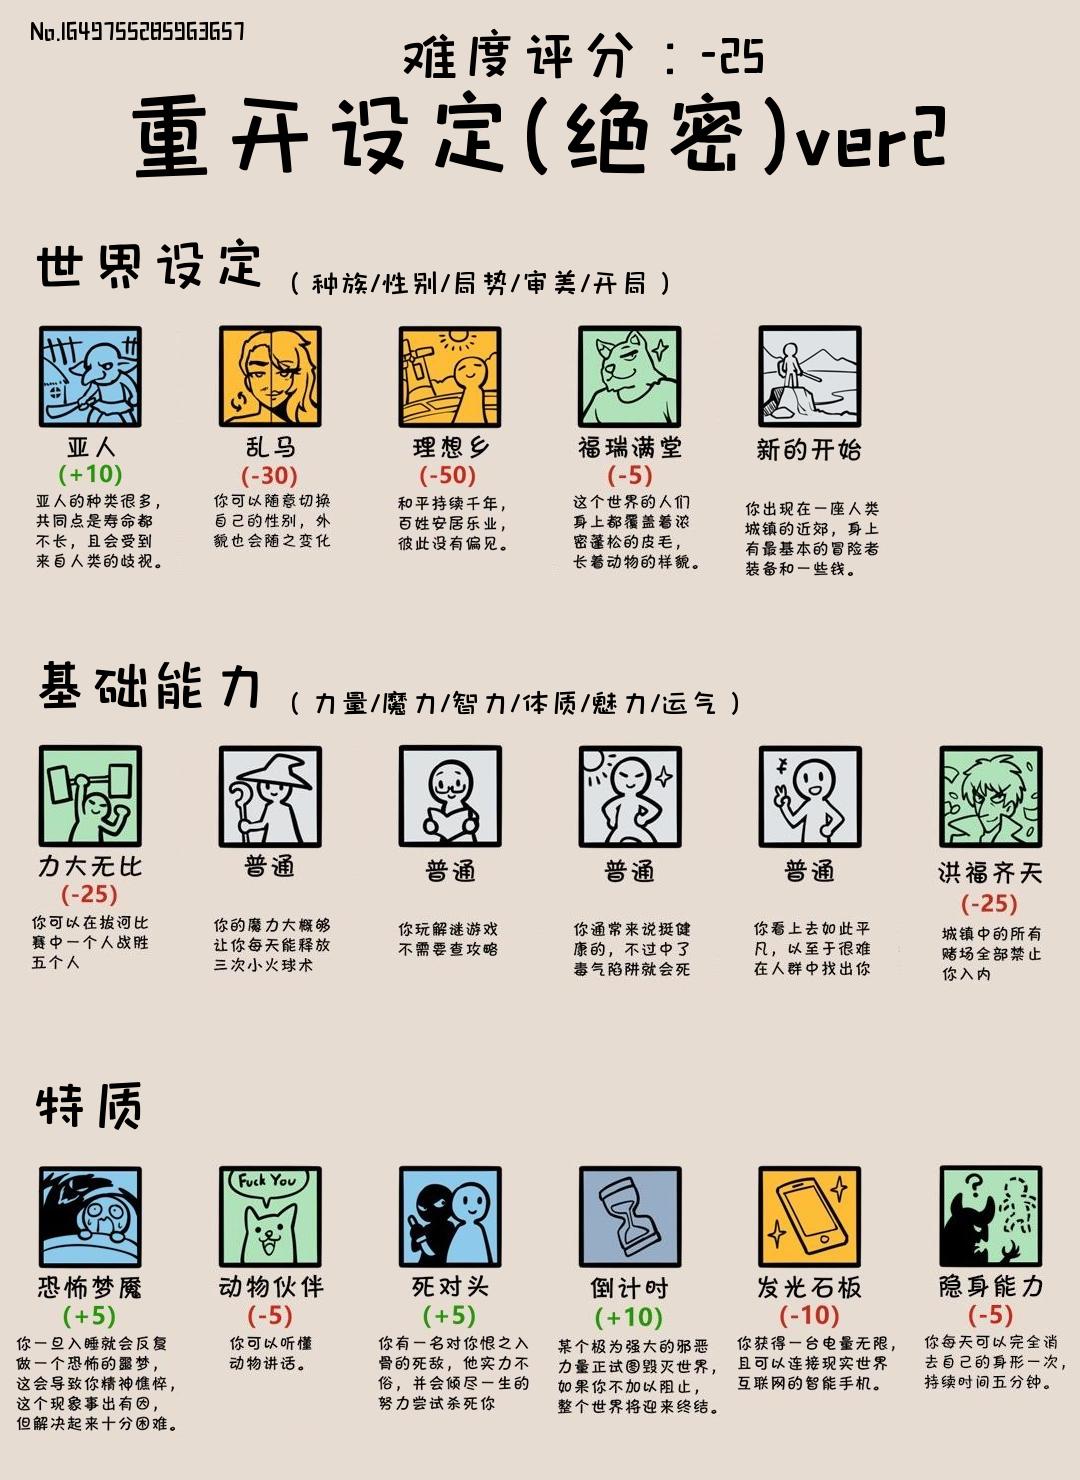 No.1649755285963657
难度评分：-25
重开设定(绝密)ver2
世界设定 （种族/性别/局势/审美/开局）
亚人
(+10)
亚人的种类很多，
共同点是寿命都
不长，且会受到
来自人类的歧视。
乱马
(-30)
你可以随意切换
自己的性别，外
貌也会随之变化
理想乡
(-50)
和平持续千年，
百姓安居乐业，
彼此没有偏见。
福瑞满堂
(-5)
这个世界的人们
身上都覆盖着浓
密蓬松的皮毛，
长着动物的样貌。
新的开始
你出现在一座人类
城镇的近郊，身上
有最基本的冒险者
装备和一些钱。
基础能力 （力量/魔力/智力/体质/魅力/运气）
力大无比
(-25)
你可以在拔河比
赛中一个人战胜
五个人
普通
你的魔力大概够
让你每天能释放
三次小火球术
普通
你玩解谜游戏
不需要查攻略
普通
你通常来说挺健
康的，不过中了
毒气陷阱就会死
普通
你看上去如此平
凡，以至于很难
在人群中找出你
洪福齐天
(-25)
城镇中的所有
赌场全部禁止
你入内
特质
恐怖梦魇
(+5)
你一旦入睡就会反复
做一个恐怖的噩梦，
这会导致你精神憔悴，
这个现象事出有因，
但解决起来十分困难。
Fuck You
动物伙伴
(-5)
你可以听懂
动物讲话。
死对头
(+5)
你有一名对你恨之入
骨的死敌，他实力不
俗，并会倾尽一生的
努力尝试杀死你
倒计时
(+10)
某个极为强大的邪恶
力量正试图毁灭世界，
如果你不加以阻止，
整个世界将迎来终结。
发光石板
(-10)
你获得一台电量无限，
且可以连接现实世界
互联网的智能手机。
?
隐身能力
(-5)
你每天可以完全消
去自己的身形一次，
持续时间五分钟。